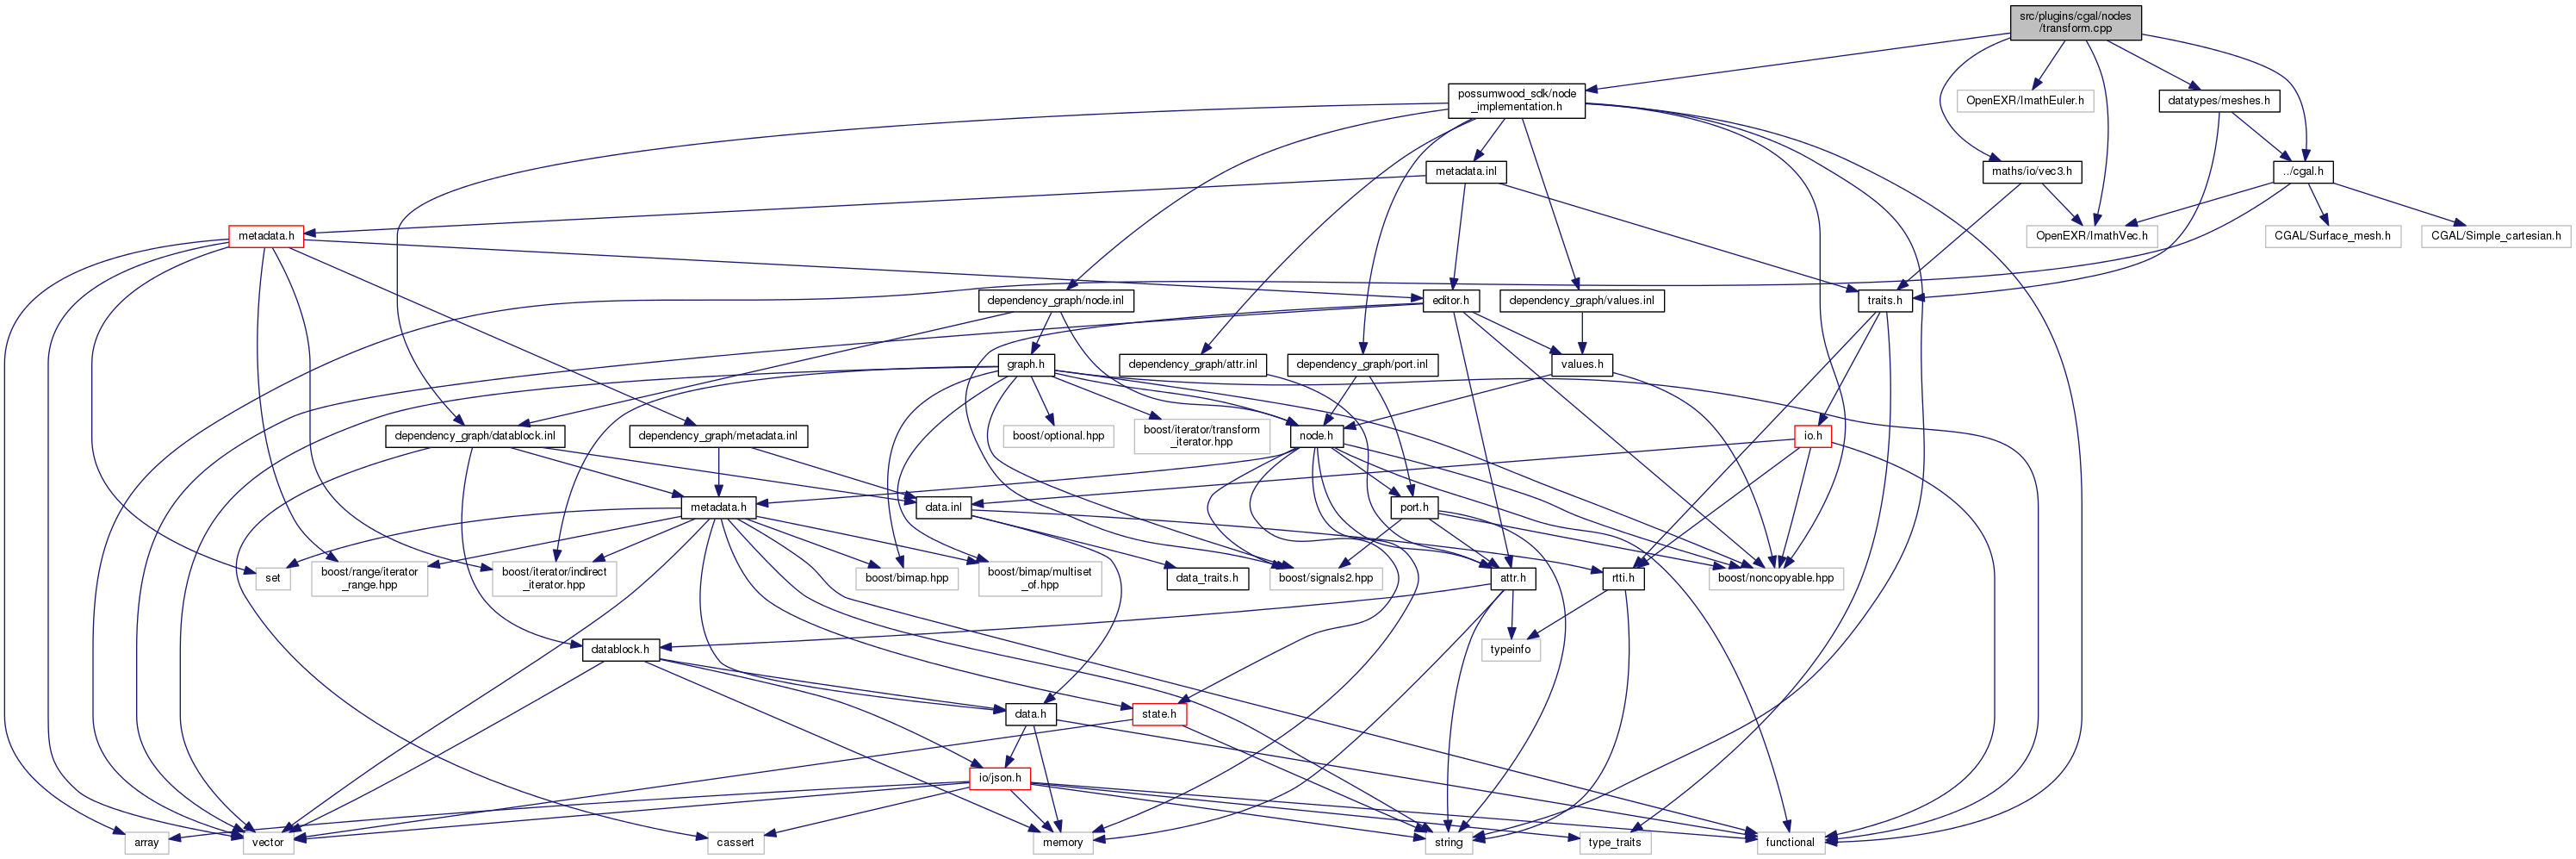 src/plugins/cgal/nodes
/transform.cpp
possumwood_sdk/node
_implementation.h
OpenEXR/ImathEuler.h
datatypes/meshes.h
metadata.inl
maths/io/vec3.h
../cgal.h
metadata.h
OpenEXR/ImathVec.h
CGAL/Surface_mesh.h
CGAL/Simple_cartesian.h
dependency_graph/node.inl
editor.h
dependency_graph/values.inl
traits.h
graph.h
dependency_graph/attr.inl
dependency_graph/port.inl
values.h
dependency_graph/datablock.inl
dependency_graph/metadata.inl
boost/optional.hpp
boost/iterator/transform
_iterator.hpp
node.h
io.h
metadata.h
data.inl
port.h
set
boost/range/iterator
_range.hpp
boost/iterator/indirect
_iterator.hpp
boost/bimap.hpp
boost/bimap/multiset
_of.hpp
data_traits.h
boost/signals2.hpp
attr.h
rtti.h
boost/noncopyable.hpp
datablock.h
typeinfo
data.h
state.h
io/json.h
array
vector
cassert
memory
string
type_traits
functional